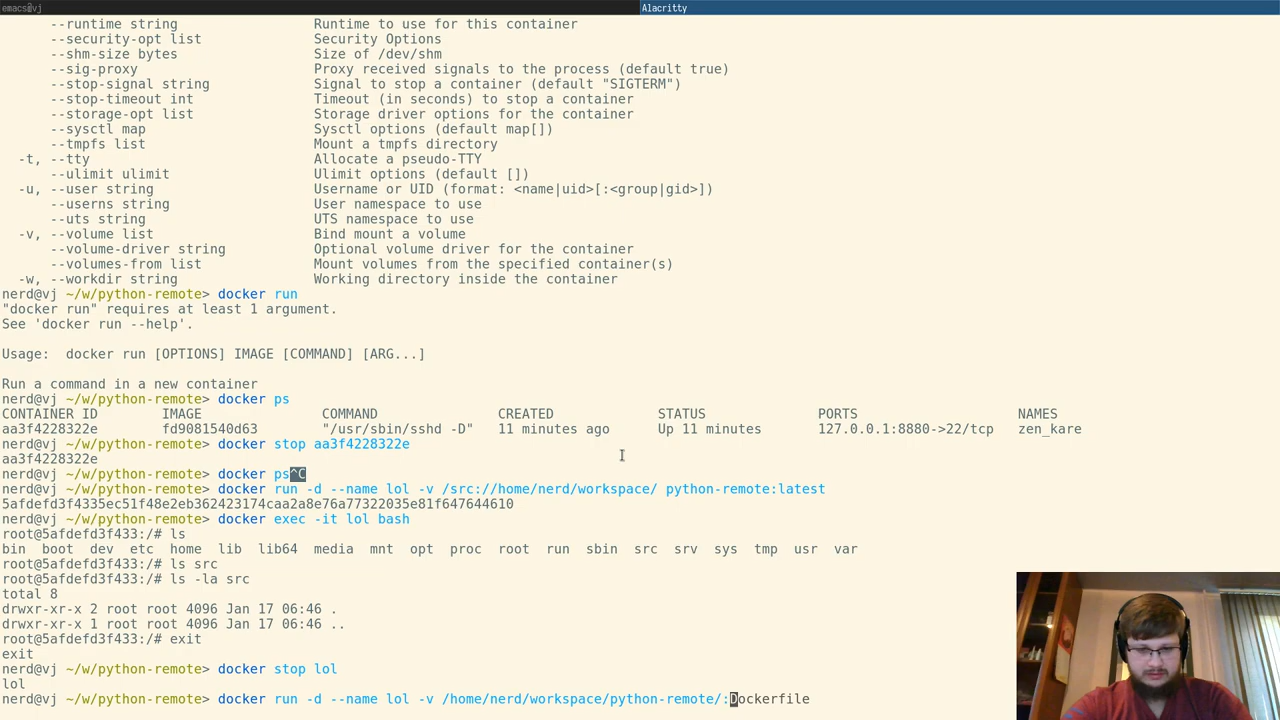 emacs@vj
Alacritty
--runtime string Runtime to use for this container
--security-opt list Security Options
--shm-size bytes Size of /dev/shm
--sig-proxy Proxy received signals to the process (default true)
--stop-signal string Signal to stop a container (default "SIGTERM")
--stop-timeout int Timeout (in seconds) to stop a container
--storage-opt list Storage driver options for the container
--sysctl map Sysctl options (default map[])
--tmpfs list Mount a tmpfs directory
-t, --tty Allocate a pseudo-TTY
--ulimit ulimit Ulimit options (default [])
-u, --user string Username or UID (format: <name|uid>[:<group|gid>])
--userns string User namespace to use
--uts string UTS namespace to use
-v, --volume list Bind mount a volume
--volume-driver string Optional volume driver for the container
--volumes-from list Mount volumes from the specified container(s)
-w, --workdir string Working directory inside the container
nerd@vj ~/w/python-remote> docker run
"docker run" requires at least 1 argument.
See 'docker run --help'.
Usage:  docker run [OPTIONS] IMAGE [COMMAND] [ARG...]
Run a command in a new container
nerd@vj ~/w/python-remote> docker ps
CONTAINER ID IMAGE COMMAND CREATED STATUS PORTS NAMES
aa3f4228322e fd9081540d63 "/usr/sbin/sshd -D" 11 minutes ago Up 11 minutes 127.0.0.1:8880->22/tcp zen_kare
nerd@vj ~/w/python-remote> docker stop aa3f4228322e
aa3f4228322e
nerd@vj ~/w/python-remote> docker ps^C
nerd@vj ~/w/python-remote> docker run -d --name lol -v /src://home/nerd/workspace/ python-remote:latest
5afdefd3f4335ec51f48e2eb362423174caa2a8e76a77322035e81f647644610
nerd@vj ~/w/python-remote> docker exec -it lol bash
root@5afdefd3f433:/# ls
bin boot dev etc home lib lib64 media mnt opt proc root run sbin src srv sys tmp usr var
root@5afdefd3f433:/# ls src
root@5afdefd3f433:/# ls -la src
total 8
drwxr-xr-x 2 root root 4096 Jan 17 06:46 .
drwxr-xr-x 1 root root 4096 Jan 17 06:46 ..
root@5afdefd3f433:/# exit
exit
nerd@vj ~/w/python-remote> docker stop lol
lol
nerd@vj ~/w/python-remote> docker run -d --name lol -v /home/nerd/workspace/python-remote/:Dockerfile